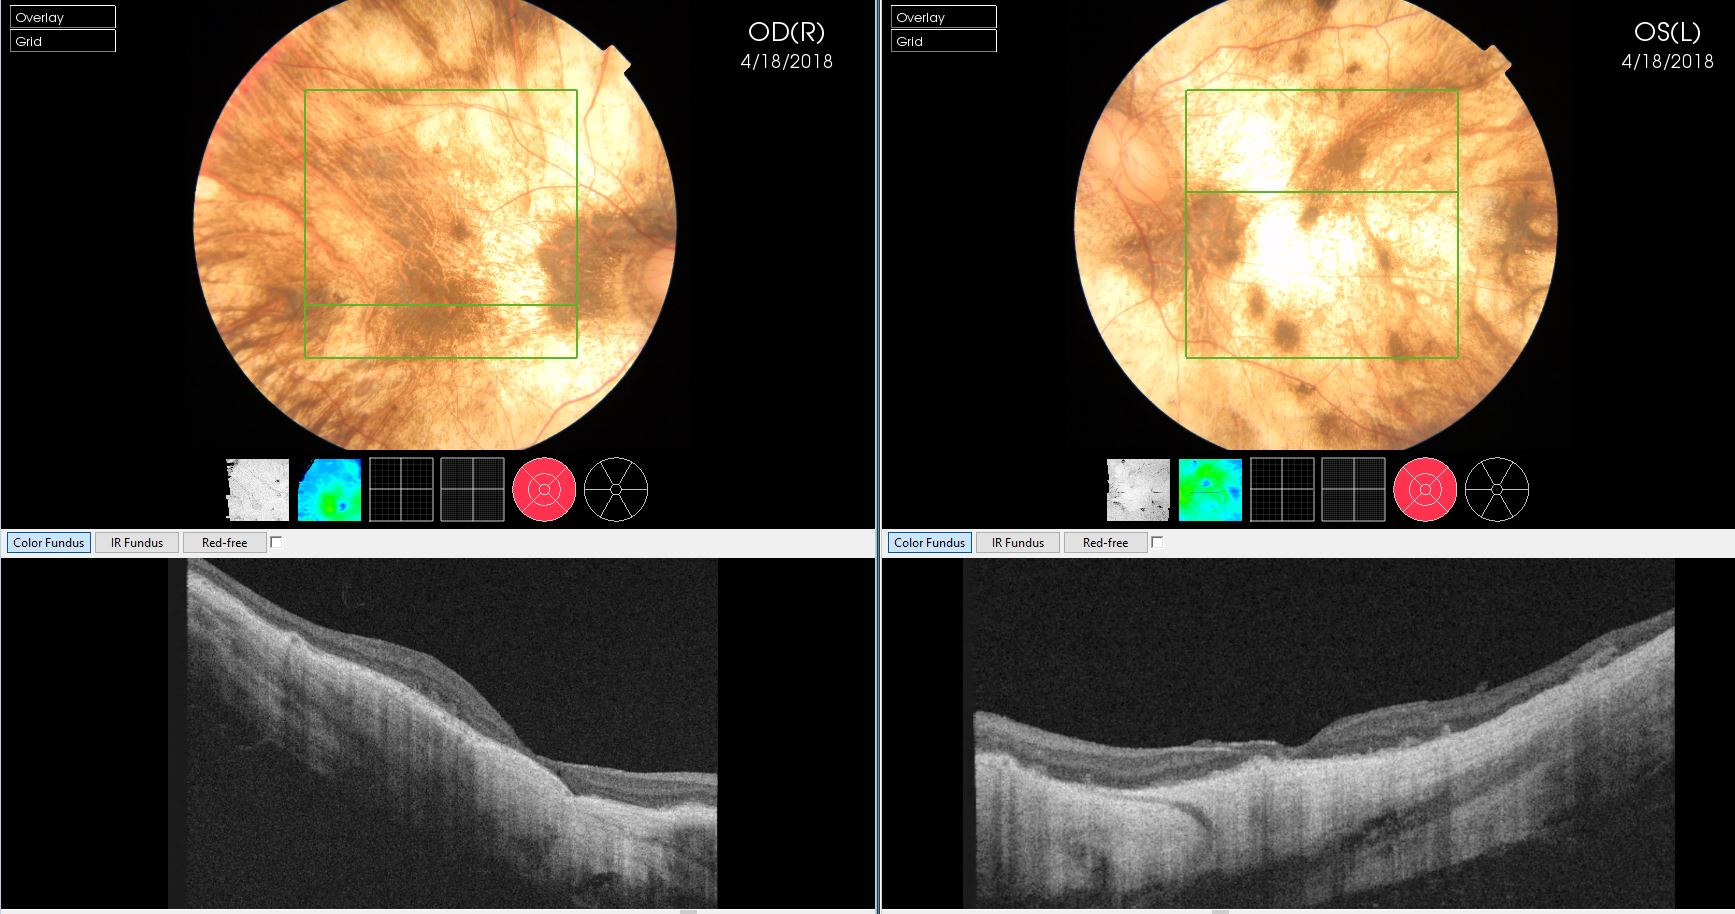 Overlay
Grid
OD(R)
4/18/2018
Color Fundus
IR Fundus
Red-free
Overlay
Grid
OS(L)
4/18/2018
Color Fundus
IR Fundus
Red-free